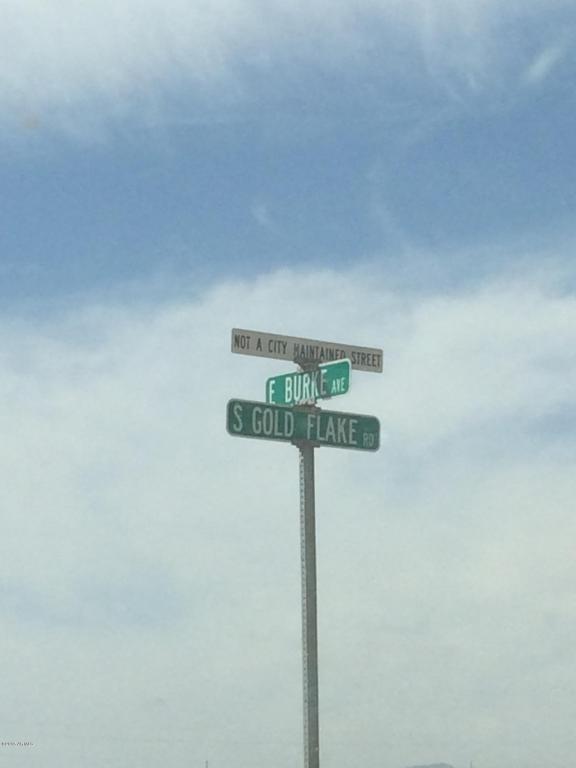 NOT A CITY MAINTAINED STREET
E BURKE AVE
S GOLD FLAKE RD